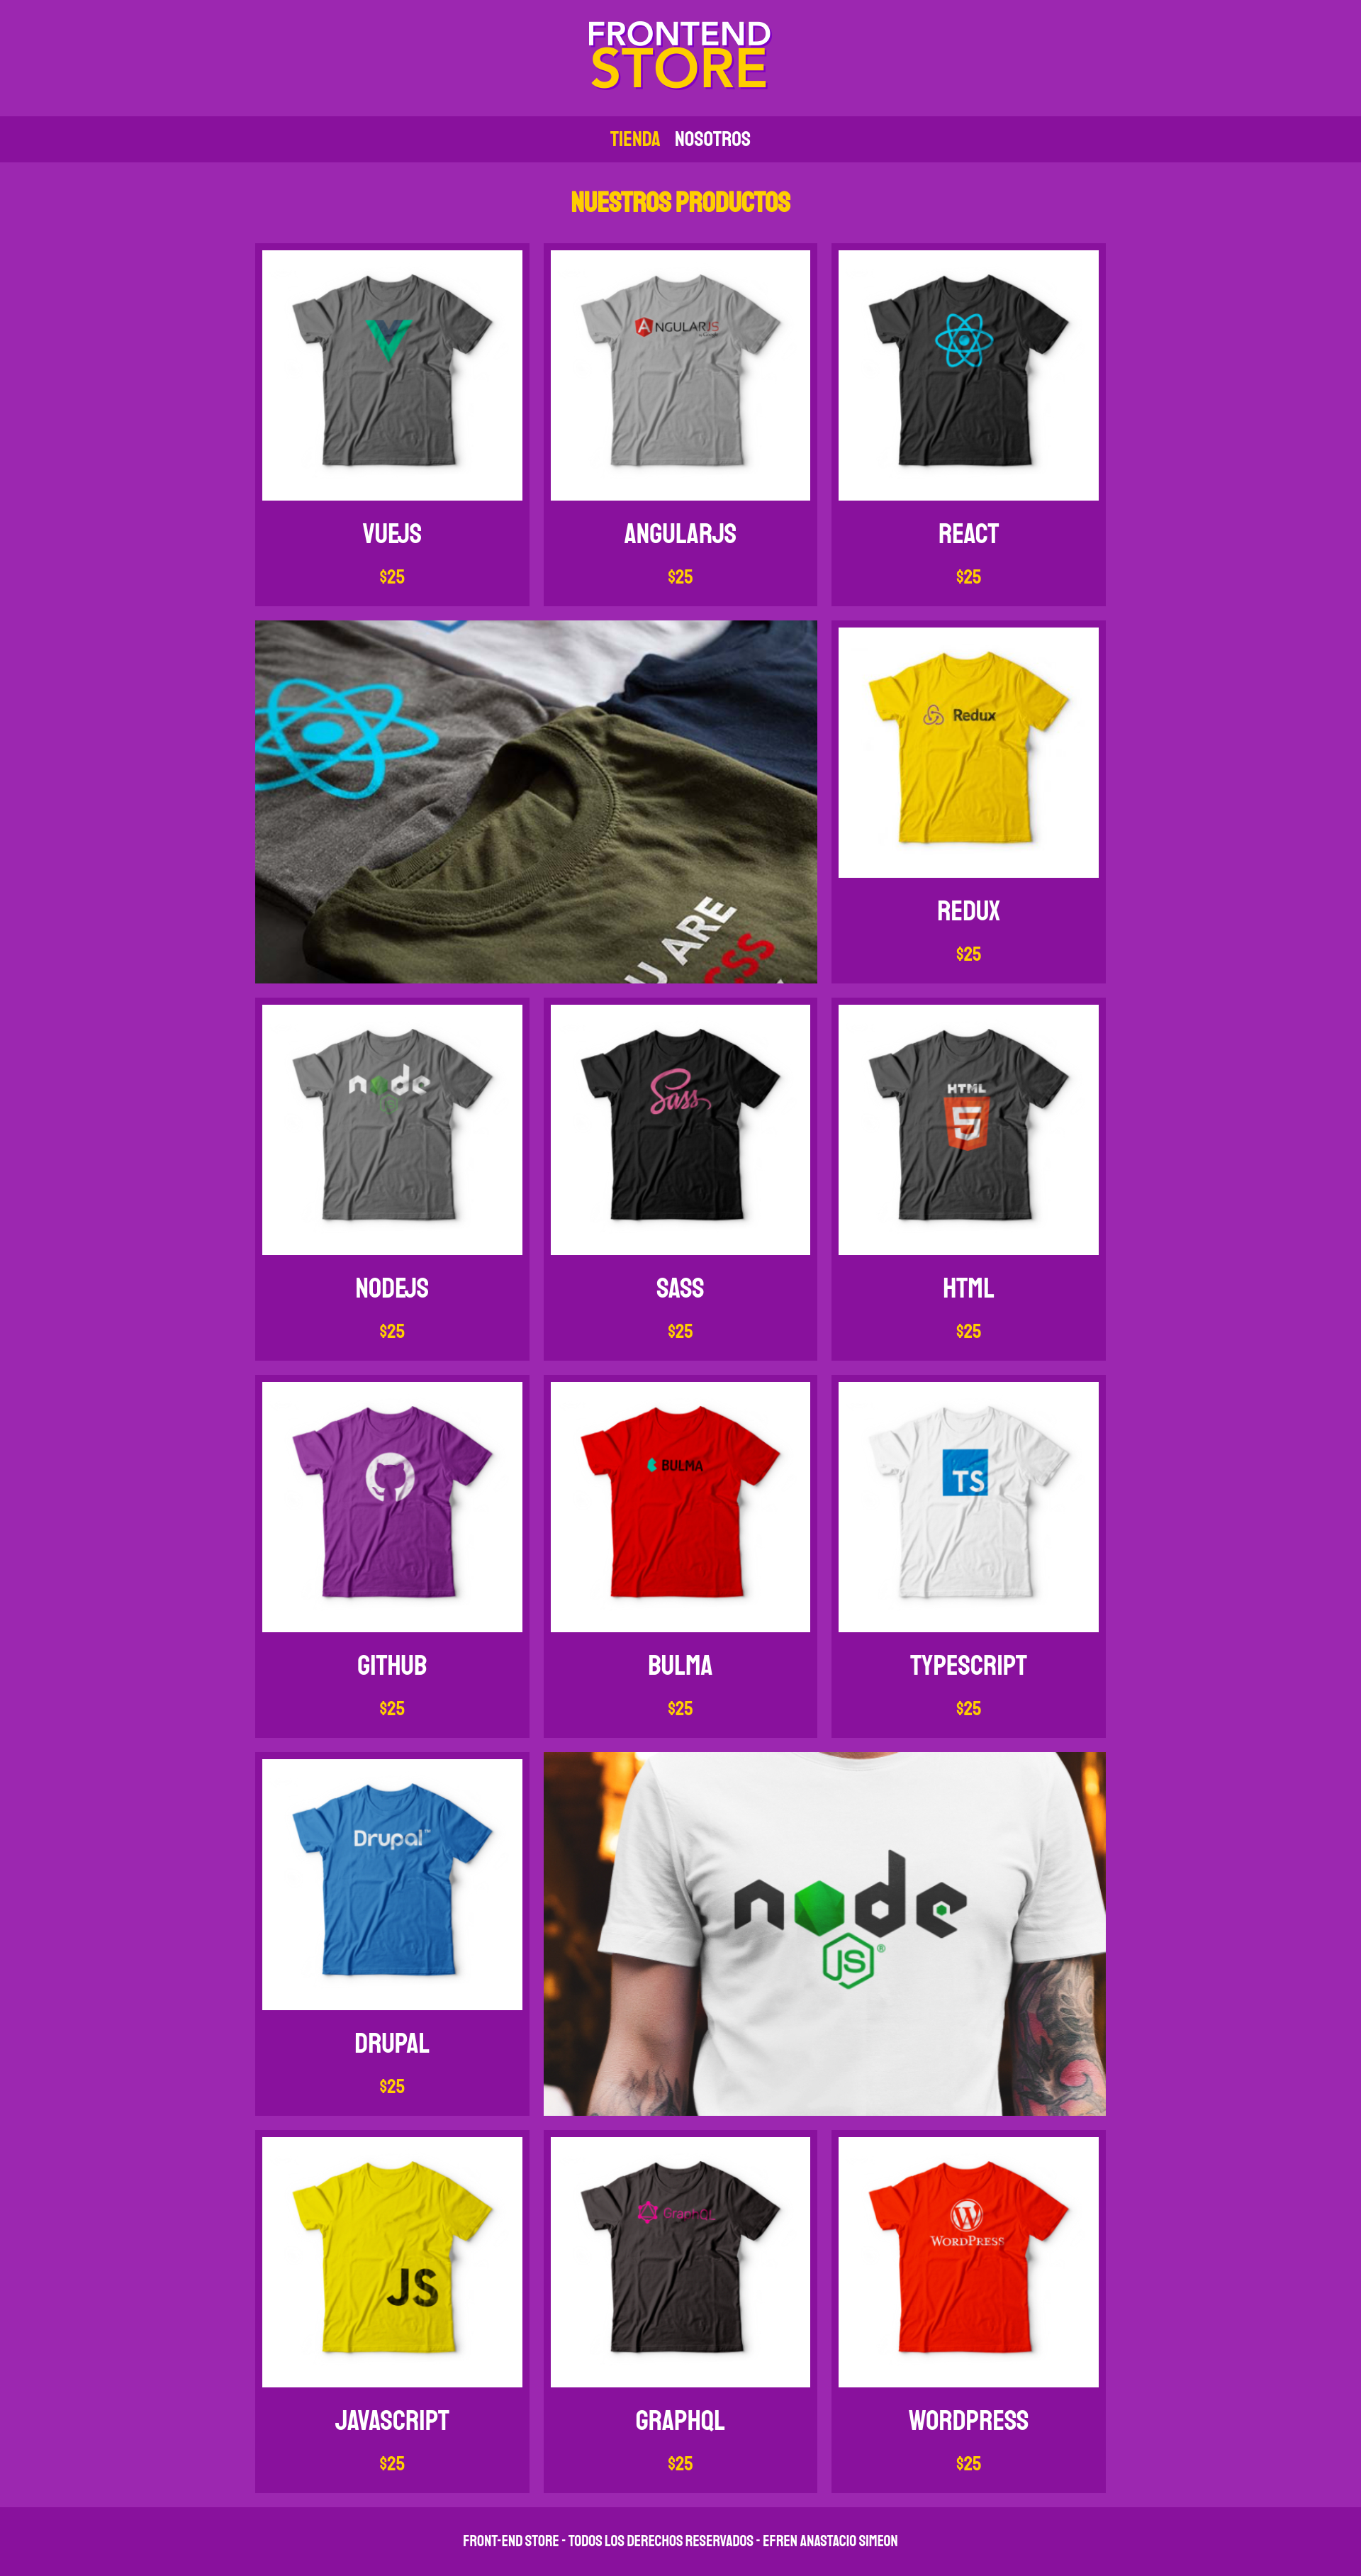 FRONTEND
STORE
TIENDA NOSOTROS
NUESTROS PRODUCTOS
ANGULARJS
VUEJS
$25
ANGULARJS
$25
REACT
$25
U ARE
CSS
Redux
REDUX
$25
node
JS
NODEJS
$25
Sass
SASS
$25
HTML
5
HTML
$25
GITHUB
$25
BULMA
BULMA
$25
TS
TYPESCRIPT
$25
Drupal™
DRUPAL
$25
node
JS®
JS
JAVASCRIPT
$25
GraphQL
GRAPHQL
$25
WORDPRESS
WORDPRESS
$25
FRONT-END STORE - TODOS LOS DERECHOS RESERVADOS - EFREN ANASTACIO SIMEON